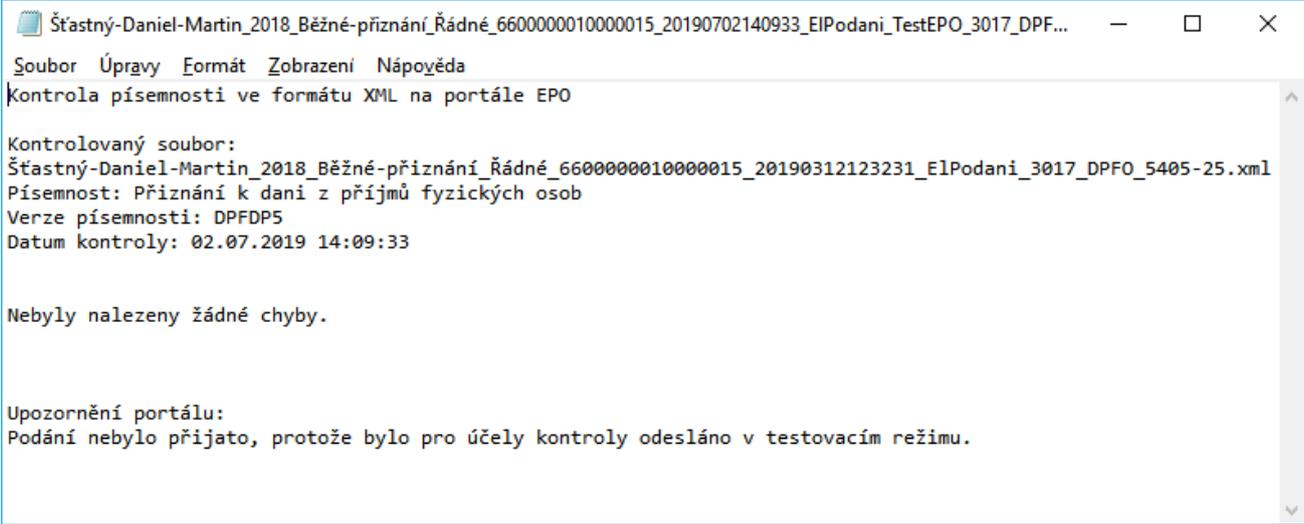 Šťastný-Daniel-Martin_2018_Běžné-přiznání_Řádné_6600000010000015_20190702140933_ElPodani_TestEPO_3017_DPF...
Soubor Úpravy Formát Zobrazení Nápověda
Kontrola písemnosti ve formátu XML na portále EPO
Kontrolovaný soubor:
Šťastný-Daniel-Martin_2018_Běžné-přiznání_Řádné_6600000010000015_20190312123231_ElPodani_3017_DPFO_5405-25.xml
Písemnost: Přiznání k dani z příjmů fyzických osob
Verze písemnosti: DPFDP5
Datum kontroly: 02.07.2019 14:09:33
Nebyly nalezeny žádné chyby.
Upozornění portálu:
Podání nebylo přijato, protože bylo pro účely kontroly odesláno v testovacím režimu.